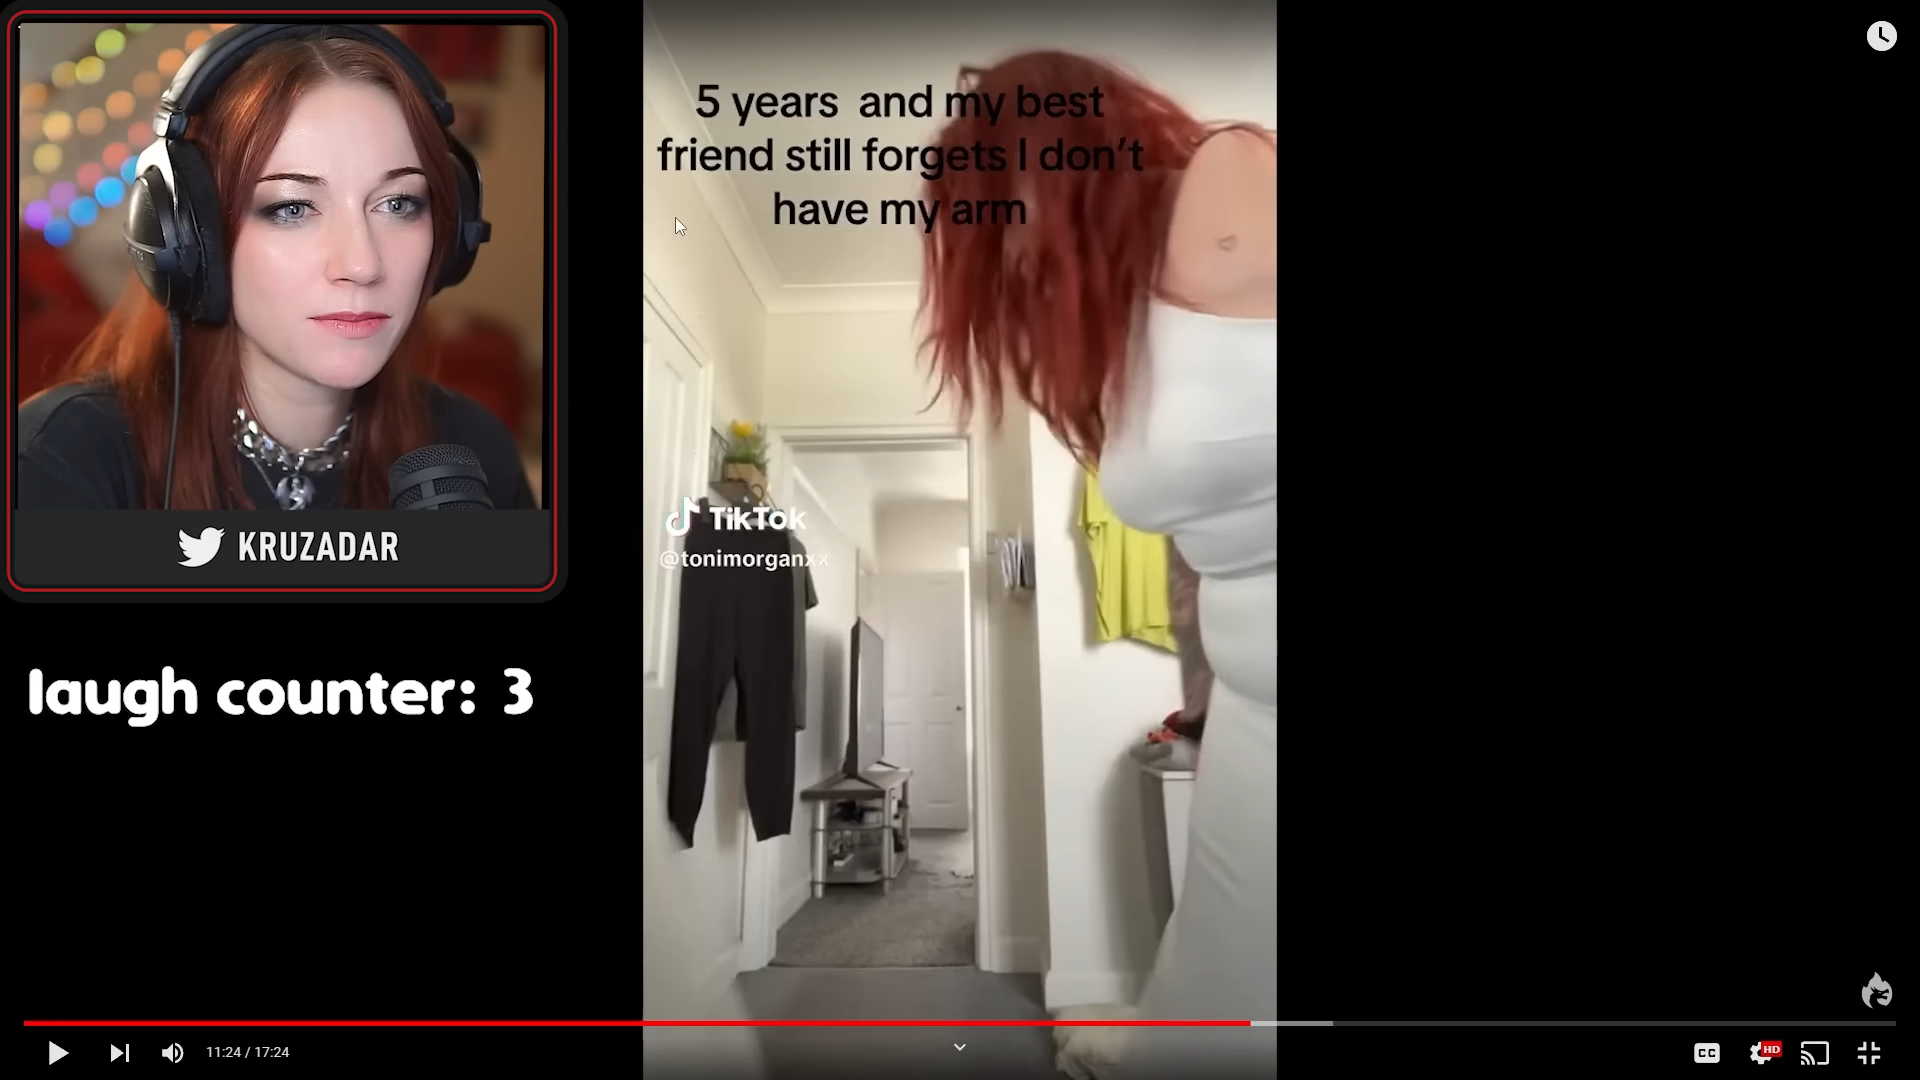 5 years and my best
friend still forgets I don't
have my arm
TikTok
@tonimorganxx
KRUZADAR
laugh counter: 3
11:24 / 17:24
CC
HD